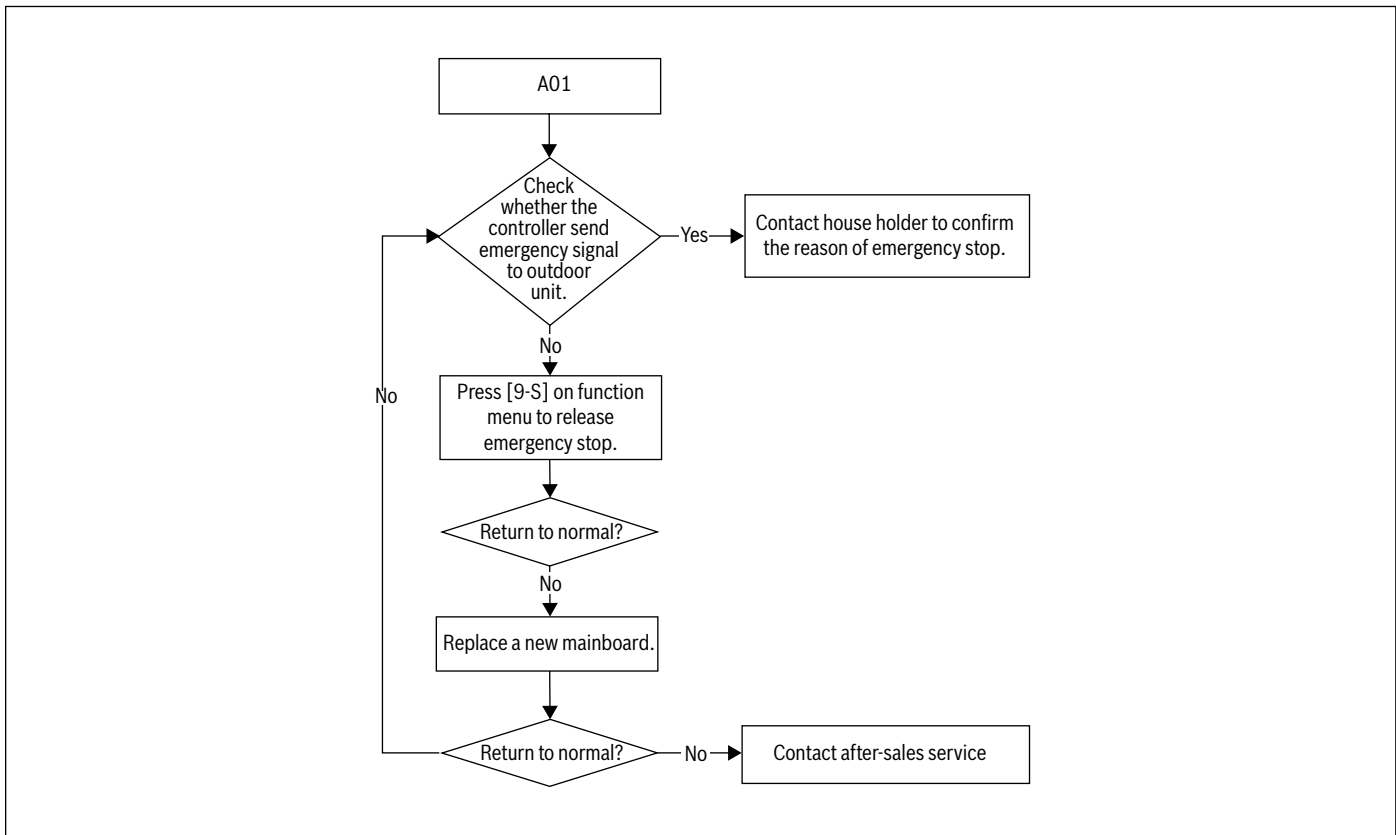 A01
Check
whether the
controller send
emergency signal
to outdoor
unit.
Yes
Contact house holder to confirm
the reason of emergency stop.
No
Press [9-S] on function
menu to release
emergency stop.
No
Return to normal?
No
Replace a new mainboard.
Return to normal?
No
Contact after-sales service